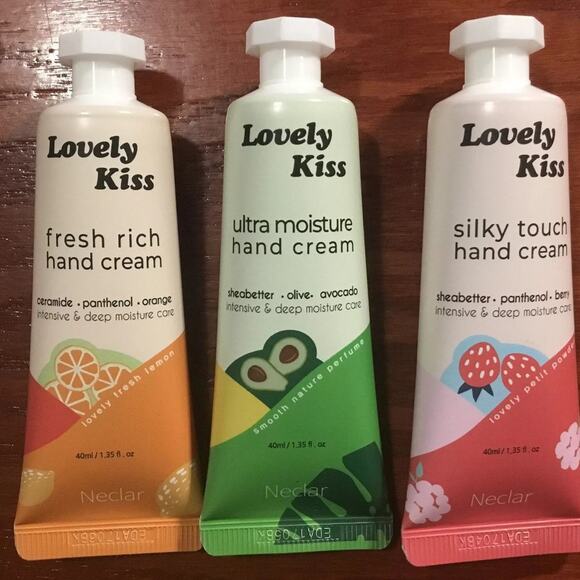 Lovely
Kiss
fresh rich
hand cream
ceramide • panthenol • orange
intensive & deep moisture care
lovely fresh lemon
40ml / 1,35 fl . oz
Neclar
Lovely
Kiss
ultra moisture
hand cream
sheabetter • olive • avocado
intensive & deep moisture care
smooth nature perfume
40ml / 1,35 fl . oz
Neclar
Lovely
Kiss
silky touch
hand cream
sheabetter • panthenol • berry
intensive & deep moisture care
lovely petit powder
40ml / 1,35 fl . oz
Neclar